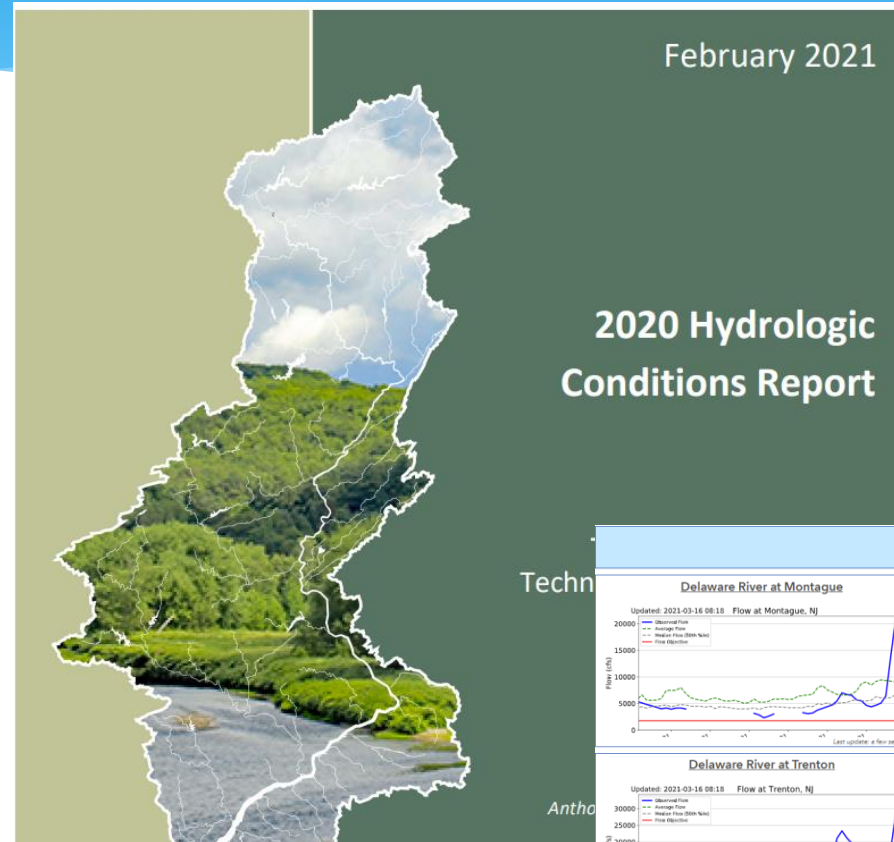 February 2021
2020 Hydrologic
Conditions Report
Techn
Antho
Delaware River at Montague
Updated: 2021-03-16 08:18 Flow at Montague, NJ
Observed Flow
Average Flow
Median Flow (50th %ile)
Flow Objective
20000
15000
10000
5000
0
Flow (cfs)
Last update: a few se
Delaware River at Trenton
Updated: 2021-03-16 08:18 Flow at Trenton, NJ
Observed Flow
Average Flow
Median Flow (50th %ile)
Flow Objective
30000
25000
20000